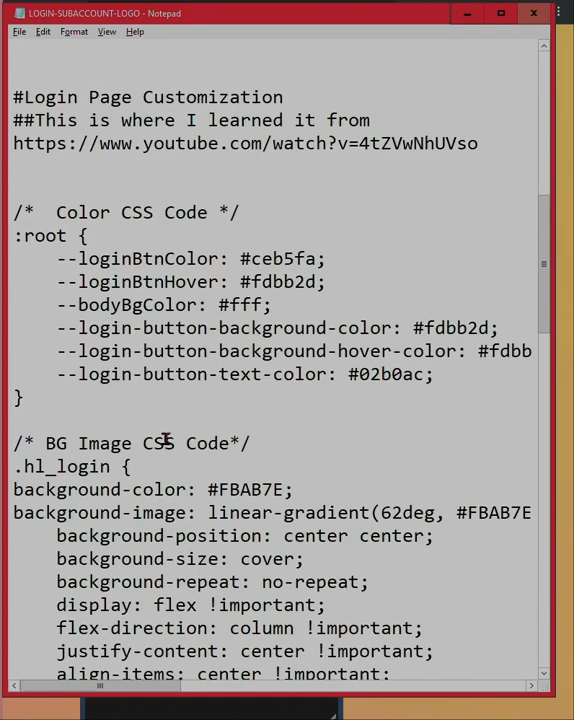 LOGIN-SUBACCOUNT-LOGO - Notepad
File Edit Format View Help
#Login Page Customization
##This is where I learned it from
https://www.youtube.com/watch?v=4tZVwNhUVso
/*  Color CSS Code */
:root {
    --loginBtnColor: #ceb5fa;
    --loginBtnHover: #fdbb2d;
    --bodyBgColor: #fff;
    --login-button-background-color: #fdbb2d;
    --login-button-background-hover-color: #fdbb
    --login-button-text-color: #02b0ac;
}
/* BG Image CSS Code*/
.hl_login {
background-color: #FBAB7E;
background-image: linear-gradient(62deg, #FBAB7E
    background-position: center center;
    background-size: cover;
    background-repeat: no-repeat;
    display: flex !important;
    flex-direction: column !important;
    justify-content: center !important;
    align-items: center !important;